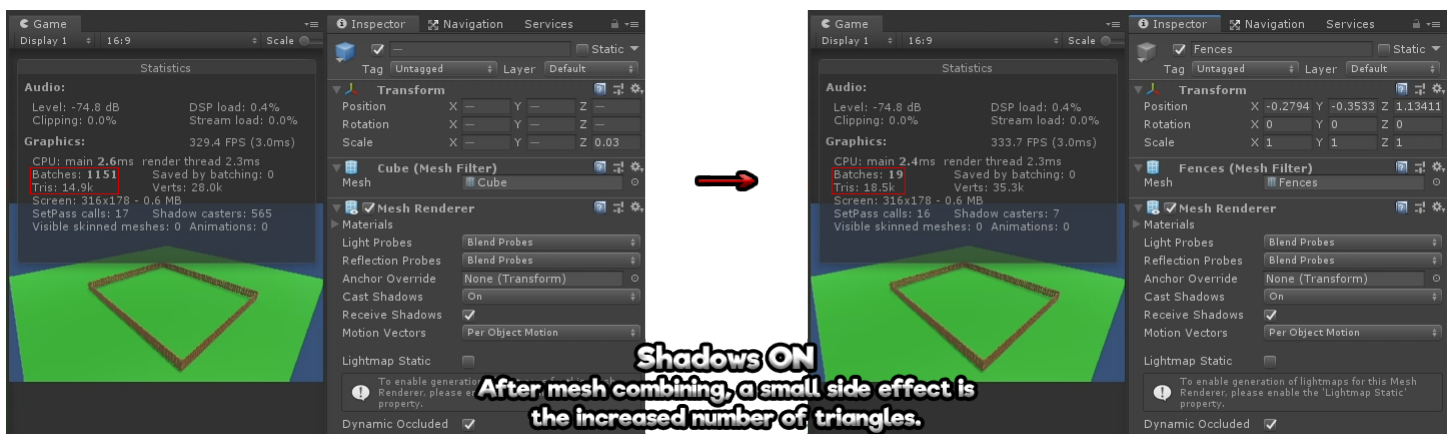 Game
Display 1 16:9 Scale
Statistics
Audio:
Level: -74.8 dB DSP load: 0.4%
Clipping: 0.0% Stream load: 0.0%
Graphics: 329.4 FPS (3.0ms)
CPU: main 2.6ms render thread 2.3ms
Batches: 1151 Saved by batching: 0
Tris: 14.9k Verts: 28.0k
Screen: 316x178 - 0.6 MB
SetPass calls: 17 Shadow casters: 565
Visible skinned meshes: 0 Animations: 0
Inspector Navigation Services
— Static
Tag Untagged Layer Default
Transform
Position X — Y — Z —
Rotation X — Y — Z —
Scale X — Y — Z 0.03
Cube (Mesh Filter)
Mesh Cube
Mesh Renderer
Materials
Light Probes Blend Probes
Reflection Probes Blend Probes
Anchor Override None (Transform)
Cast Shadows On
Receive Shadows
Motion Vectors Per Object Motion
Lightmap Static
To enable generation of lightmaps for this Mesh
Renderer, please
property.
Dynamic Occluded
Game
Display 1 16:9 Scale
Statistics
Audio:
Level: -74.8 dB DSP load: 0.4%
Clipping: 0.0% Stream load: 0.0%
Graphics: 333.7 FPS (3.0ms)
CPU: main 2.4ms render thread 2.3ms
Batches: 19 Saved by batching: 0
Tris: 18.5k Verts: 35.3k
Screen: 316x178 - 0.6 MB
SetPass calls: 16 Shadow casters: 7
Visible skinned meshes: 0 Animations: 0
Inspector Navigation Services
Fences Static
Tag Untagged Layer Default
Transform
Position X -0.2794 Y -0.3533 Z 1.13411
Rotation X 0 Y 0 Z 0
Scale X 1 Y 1 Z 1
Fences (Mesh Filter)
Mesh Fences
Mesh Renderer
Materials
Light Probes Blend Probes
Reflection Probes Blend Probes
Anchor Override None (Transform)
Cast Shadows On
Receive Shadows
Motion Vectors Per Object Motion
Lightmap Static
To enable generation of lightmaps for this Mesh
Renderer, please enable the 'Lightmap Static'
property.
Dynamic Occluded
Shadows ON
After mesh combining, a small side effect is
the increased number of triangles.